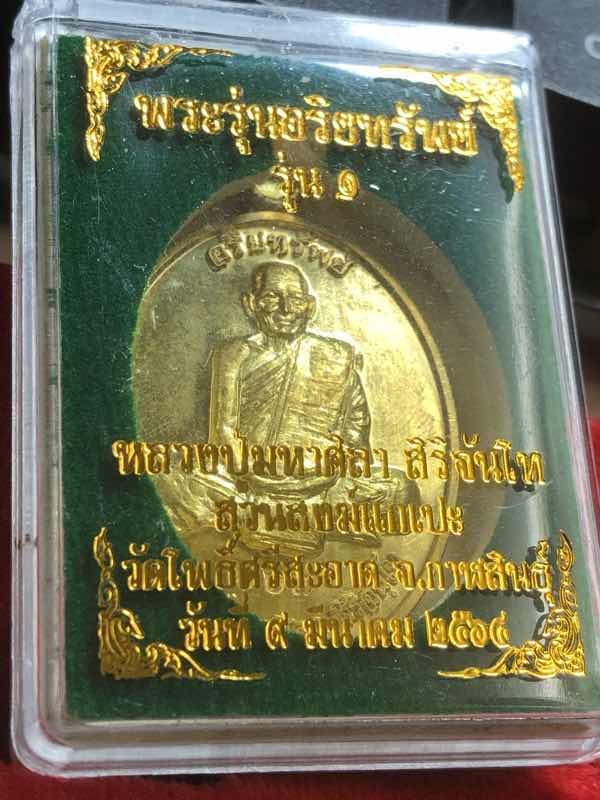 พระรุ่นอริยทรัพย์
รุ่น ๑
อริยทรัพย์
หลวงปู่มหาศิลา สิริจันโท
สวนสงฆ์แกเปะ
วัดโพธิ์ศรีสะอาด จ.กาฬสินธุ์
วันที่ ๙ มีนาคม ๒๕๖๔